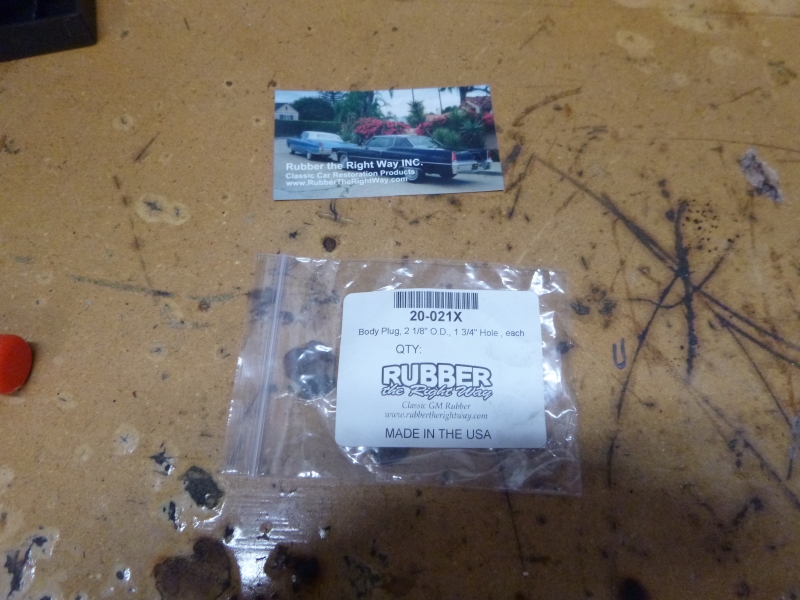 Rubber the Right Way INC.
Classic Car Restoration Products
www.RubberTheRightWay.com
20-021X
Body Plug, 2 1/8" O.D., 1 3/4" Hole , each
QTY:
RUBBER
the Right Way
Classic GM Rubber
www.rubbertherightway.com
MADE IN THE USA